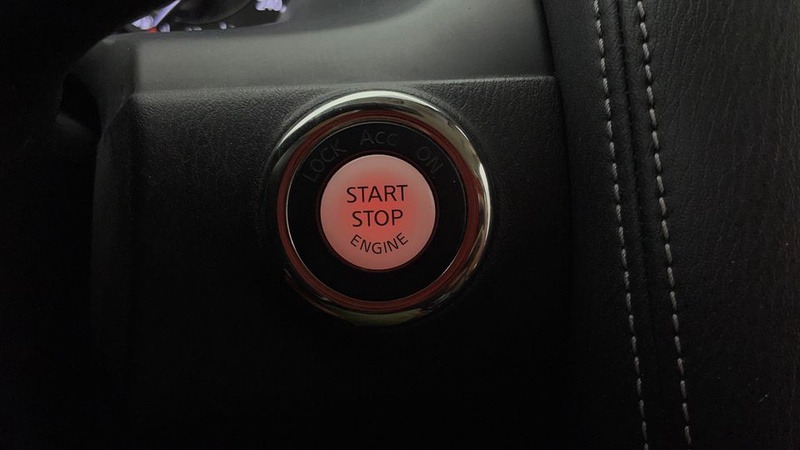 LOCK ACC ON
START
STOP
ENGINE